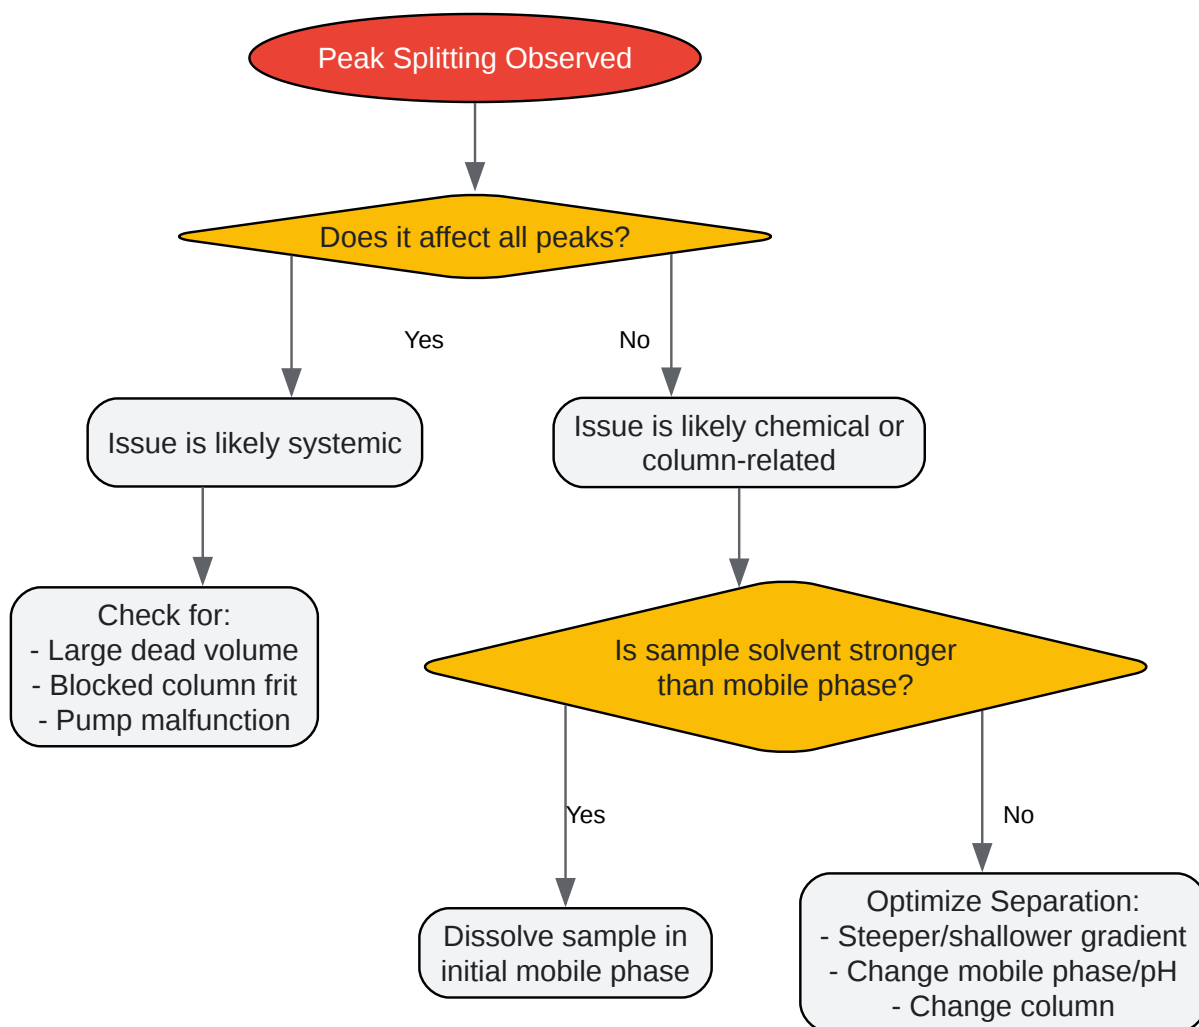 Peak Splitting Observed
Does it affect all peaks?
Yes
No
Issue is likely systemic
Issue is likely chemical or
column-related
Check for:
- Large dead volume
- Blocked column frit
- Pump malfunction
Is sample solvent stronger
than mobile phase?
Yes
No
Dissolve sample in
initial mobile phase
Optimize Separation:
- Steeper/shallower gradient
- Change mobile phase/pH
- Change column